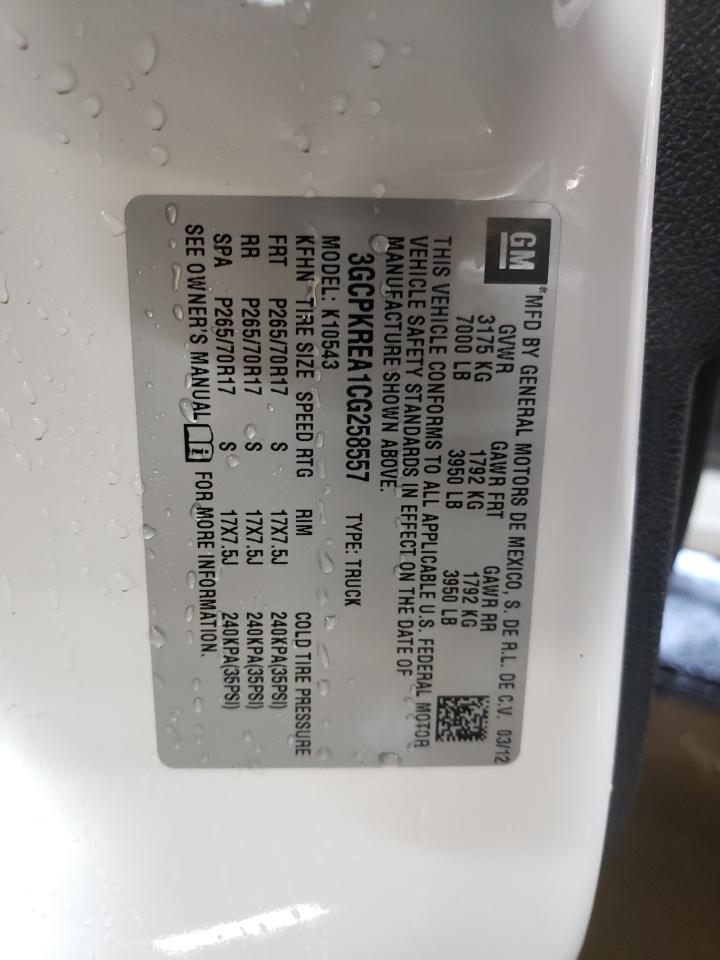 GM ® MFD BY GENERAL MOTORS DE MEXICO, S. DE R.L. DE C.V. 03/12
GVWR GAWR FRT GAWR RR
3175 KG 1792 KG 1792 KG
7000 LB 3950 LB 3950 LB
THIS VEHICLE CONFORMS TO ALL APPLICABLE U.S. FEDERAL MOTOR
VEHICLE SAFETY STANDARDS IN EFFECT ON THE DATE OF
MANUFACTURE SHOWN ABOVE.
3GCPKREA1CG258557 TYPE: TRUCK
MODEL: K10543
KFHN TIRE SIZE SPEED RTG RIM COLD TIRE PRESSURE
FRT P265/70R17 S 17X7.5J 240KPA(35PSI)
RR P265/70R17 S 17X7.5J 240KPA(35PSI)
SPA P265/70R17 S 17X7.5J 240KPA(35PSI)
SEE OWNER'S MANUAL FOR MORE INFORMATION.